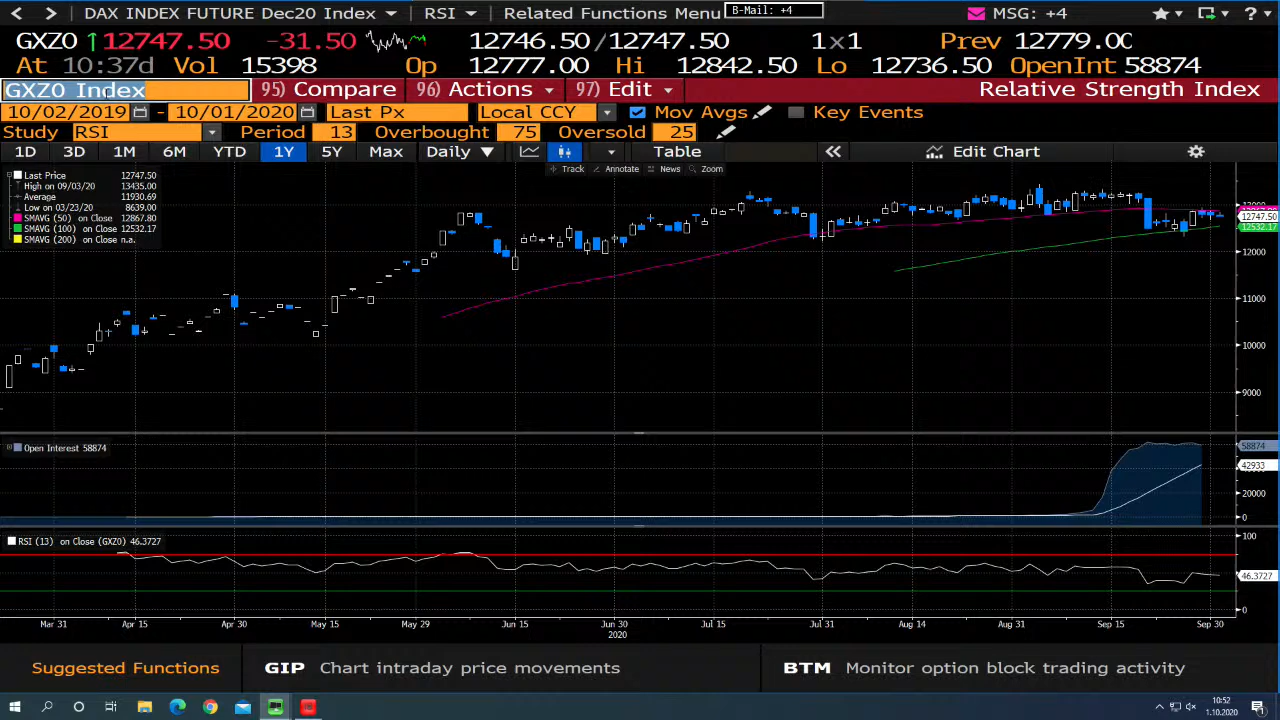 DAX INDEX FUTURE Dec20 Index RSI Related Functions Menu B-Mail: +4 MSG: +4 ?
GXZ0 ↑12747.50 -31.50 12746.50/12747.50 1×1 Prev 12779.00
At 10:37d Vol 15398 Op 12777.00 Hi 12842.50 Lo 12736.50 OpenInt 58874
GXZ0 Index 95) Compare 96) Actions 97) Edit Relative Strength Index
10/02/2019 - 10/01/2020 Last Px Local CCY Mov Avgs Key Events
Study RSI Period 13 Overbought 75 Oversold 25
1D 3D 1M 6M YTD 1Y 5Y Max Daily ▼ Table Edit Chart
Track Annotate News Zoom
Last Price 12747.50
High on 09/03/20 13435.00
Average 11930.69
Low on 03/23/20 8639.00
SMAVG (50) on Close 12867.80
SMAVG (100) on Close 12532.17
SMAVG (200) on Close n.a.
12747.50
12532.17
12000
11000
10000
9000
Open Interest 58874
58874
42933
20000
0
RSI (13) on Close (GXZ0) 46.3727
100
46.3727
0
Mar 31 Apr 15 Apr 30 May 15 May 29 Jun 15 Jun 30 Jul 15 Jul 31 Aug 14 Aug 31 Sep 15 Sep 30
2020
Suggested Functions GIP Chart intraday price movements BTM Monitor option block trading activity
10:52
1.10.2020